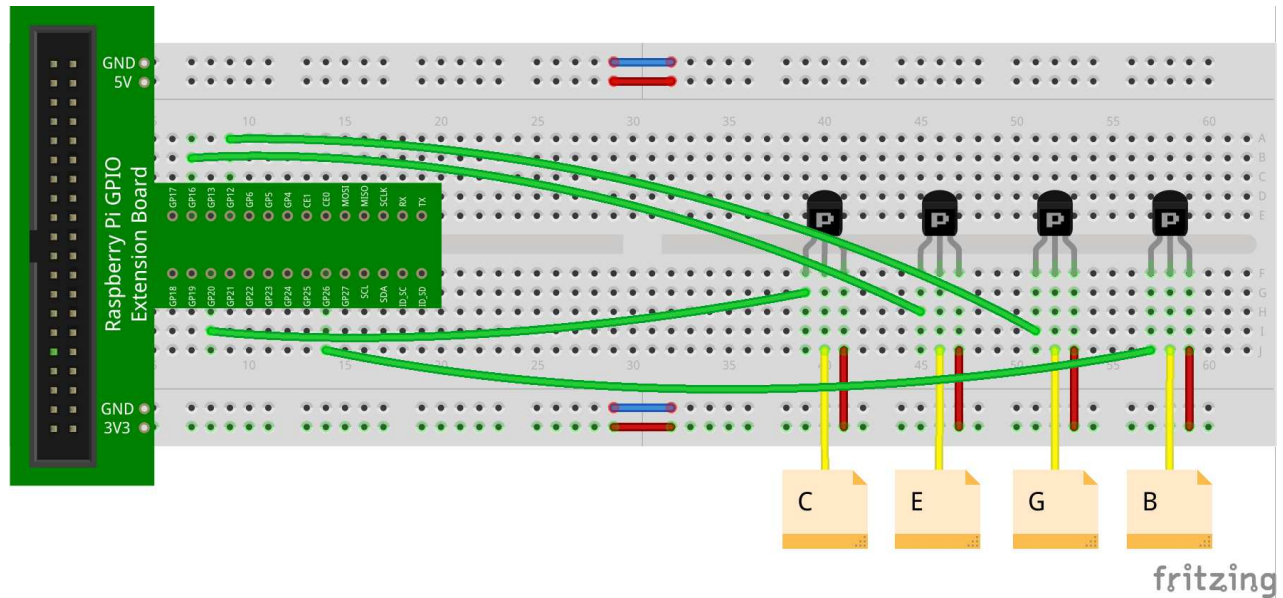 GND
5V
10 15 20 25 30 35 40 45 50 55 60
A
B
C
D
E
Raspberry Pi GPIO
Extension Board
GP17 GP16 GP13 GP12 GP6 GP5 GP4 CE1 CE0 MOSI MISO SCLK RX TX
P P P P
GP18 GP19 GP20 GP21 GP22 GP23 GP24 GP25 GP26 GP27 SCL SDA ID_SC ID_SD
F
G
H
I
J
10 15 20 25 30 35 40 45 50 55 60
GND
3V3
C E G B
fritzing